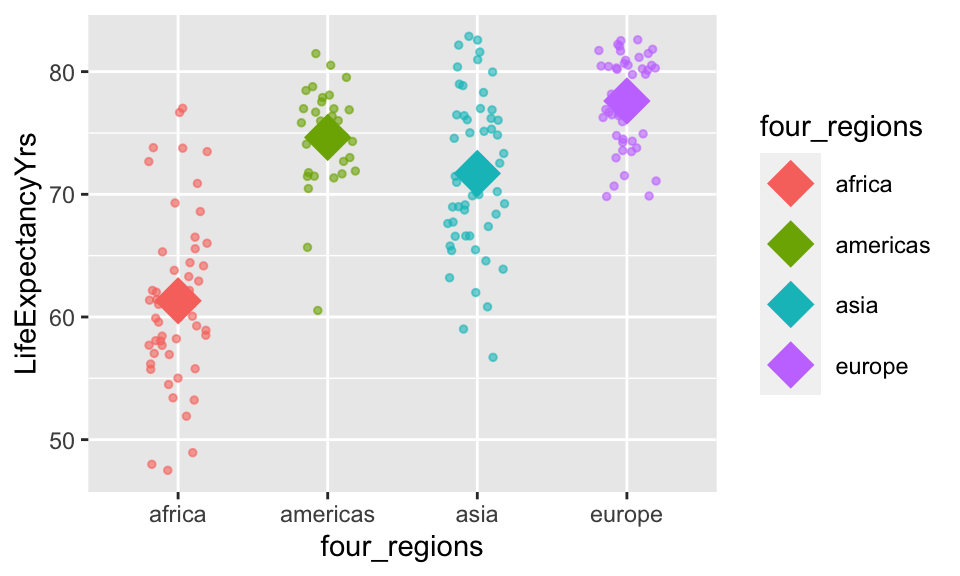 LifeExpectancyYrs
80
70
60
50
africa
americas
asia
europe
four_regions
four_regions
africa
americas
asia
europe